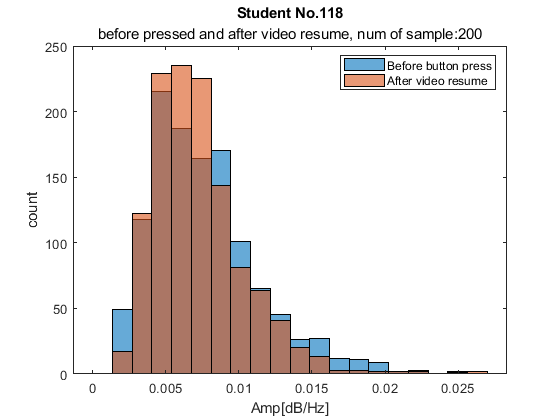 Student No.118
before pressed and after video resume, num of sample:200
250
200
150
100
50
0
count
Before button press
After video resume
0 0.005 0.01 0.015 0.02 0.025
Amp[dB/Hz]